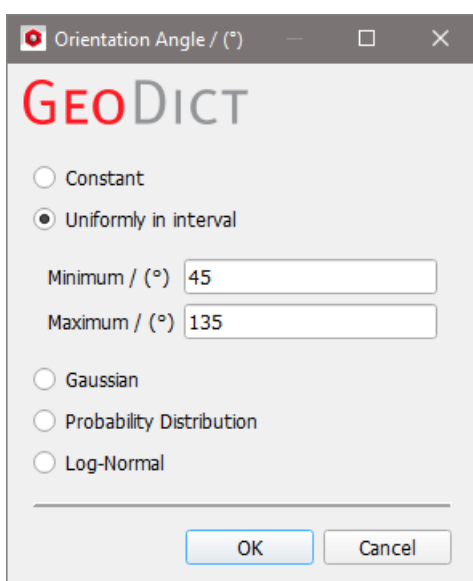 Orientation Angle / (°)
GEODICT
Constant
Uniformly in interval
Minimum / (°) 45
Maximum / (°) 135
Gaussian
Probability Distribution
Log-Normal
OK Cancel